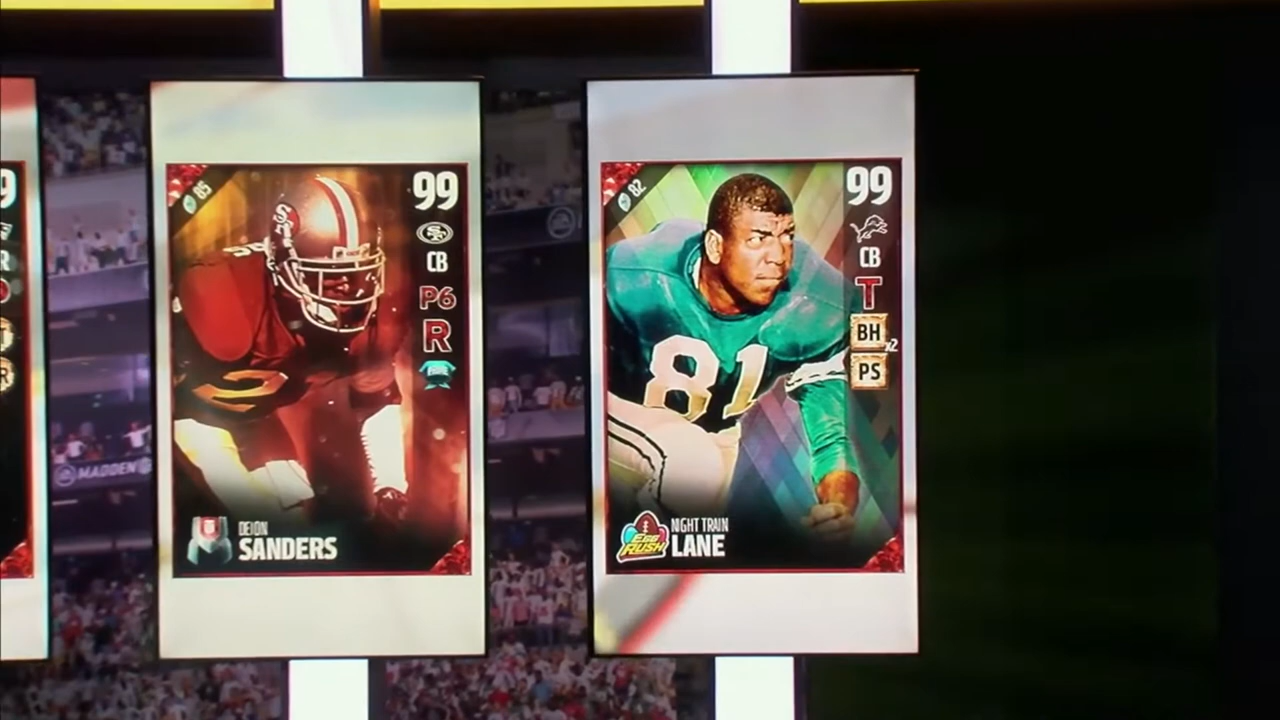 9
R
R
85
99
CB
P6
R
DEION
SANDERS
MADDEN
82
99
CB
T
BH
x2
PS
81
EGG
RUSH
NIGHT TRAIN
LANE